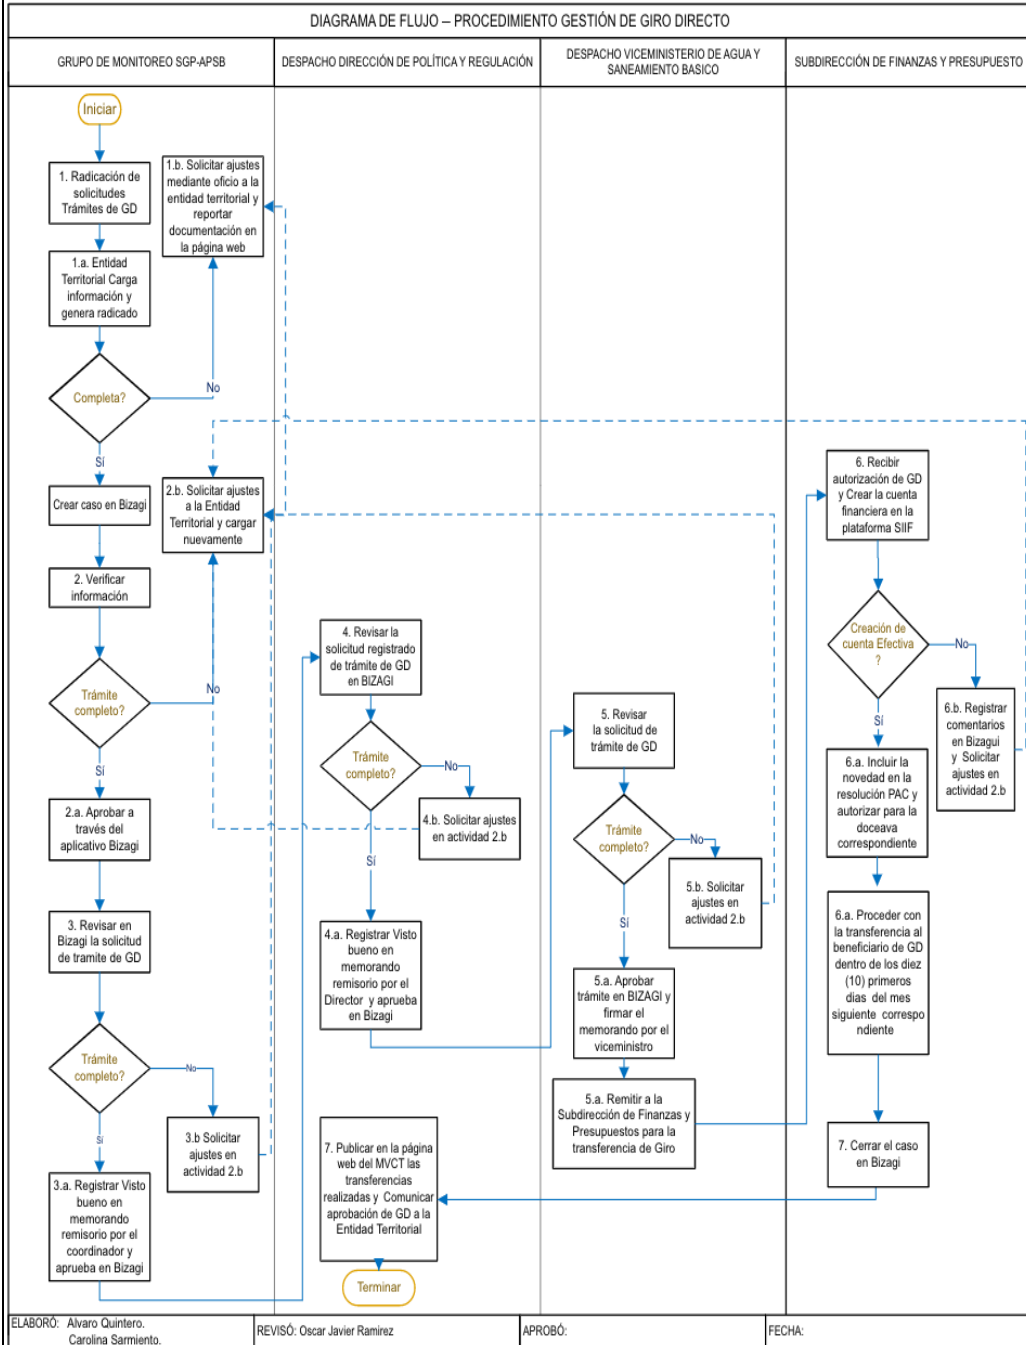 DIAGRAMA DE FLUJO – PROCEDIMIENTO GESTIÓN DE GIRO DIRECTO
GRUPO DE MONITOREO SGP-APSB
DESPACHO DIRECCIÓN DE POLÍTICA Y REGULACIÓN
DESPACHO VICEMINISTERIO DE AGUA Y
SANEAMIENTO BASICO
SUBDIRECCIÓN DE FINANZAS Y PRESUPUESTO
Iniciar
1. Radicación de
solicitudes
Trámites de GD
1.b. Solicitar ajustes
mediante oficio a la
entidad territorial y
reportar
documentación en
la página web
1.a. Entidad
Territorial Carga
información y
genera radicado
Completa?
No
Sí
Crear caso en Bizagi
2.b. Solicitar ajustes
a la Entidad
Territorial y cargar
nuevamente
2. Verificar
información
Trámite
completo?
No
Sí
2.a. Aprobar a
través del
aplicativo Bizagi
3. Revisar en
Bizagi la solicitud
de tramite de GD
Trámite
completo?
No
Sí
3.b Solicitar
ajustes en
actividad 2.b
3.a. Registrar Visto
bueno en
memorando
remisorio por el
coordinador y
aprueba en Bizagi
4. Revisar la
solicitud registrado
de trámite de GD
en BIZAGI
Trámite
completo?
No
4.b. Solicitar ajustes
en actividad 2.b
Sí
4.a. Registrar Visto
bueno en
memorando
remisorio por el
Director y aprueba
en Bizagi
5. Revisar
la solicitud de
trámite de GD
Trámite
completo?
No
5.b. Solicitar
ajustes en
actividad 2.b
Sí
5.a. Aprobar
trámite en BIZAGI y
firmar el
memorando por el
viceministro
5.a. Remitir a la
Subdirección de Finanzas y
Presupuestos para la
transferencia de Giro
6. Recibir
autorización de GD
y Crear la cuenta
financiera en la
plataforma SIIF
Creación de
cuenta Efectiva
?
No
6.b. Registrar
comentarios
en Bizagui
y Solicitar
ajustes en
actividad 2.b
Sí
6.a. Incluir la
novedad en la
resolución PAC y
autorizar para la
doceava
correspondiente
6.a. Proceder con
la transferencia al
beneficiario de GD
dentro de los diez
(10) primeros
dias del mes
siguiente correspo
ndiente
7. Cerrar el caso
en Bizagi
7. Publicar en la página
web del MVCT las
transferencias
realizadas y Comunicar
aprobación de GD a la
Entidad Territorial
Terminar
ELABORÓ: Alvaro Quintero.
Carolina Sarmiento.
REVISÓ: Oscar Javier Ramirez
APROBÓ:
FECHA: